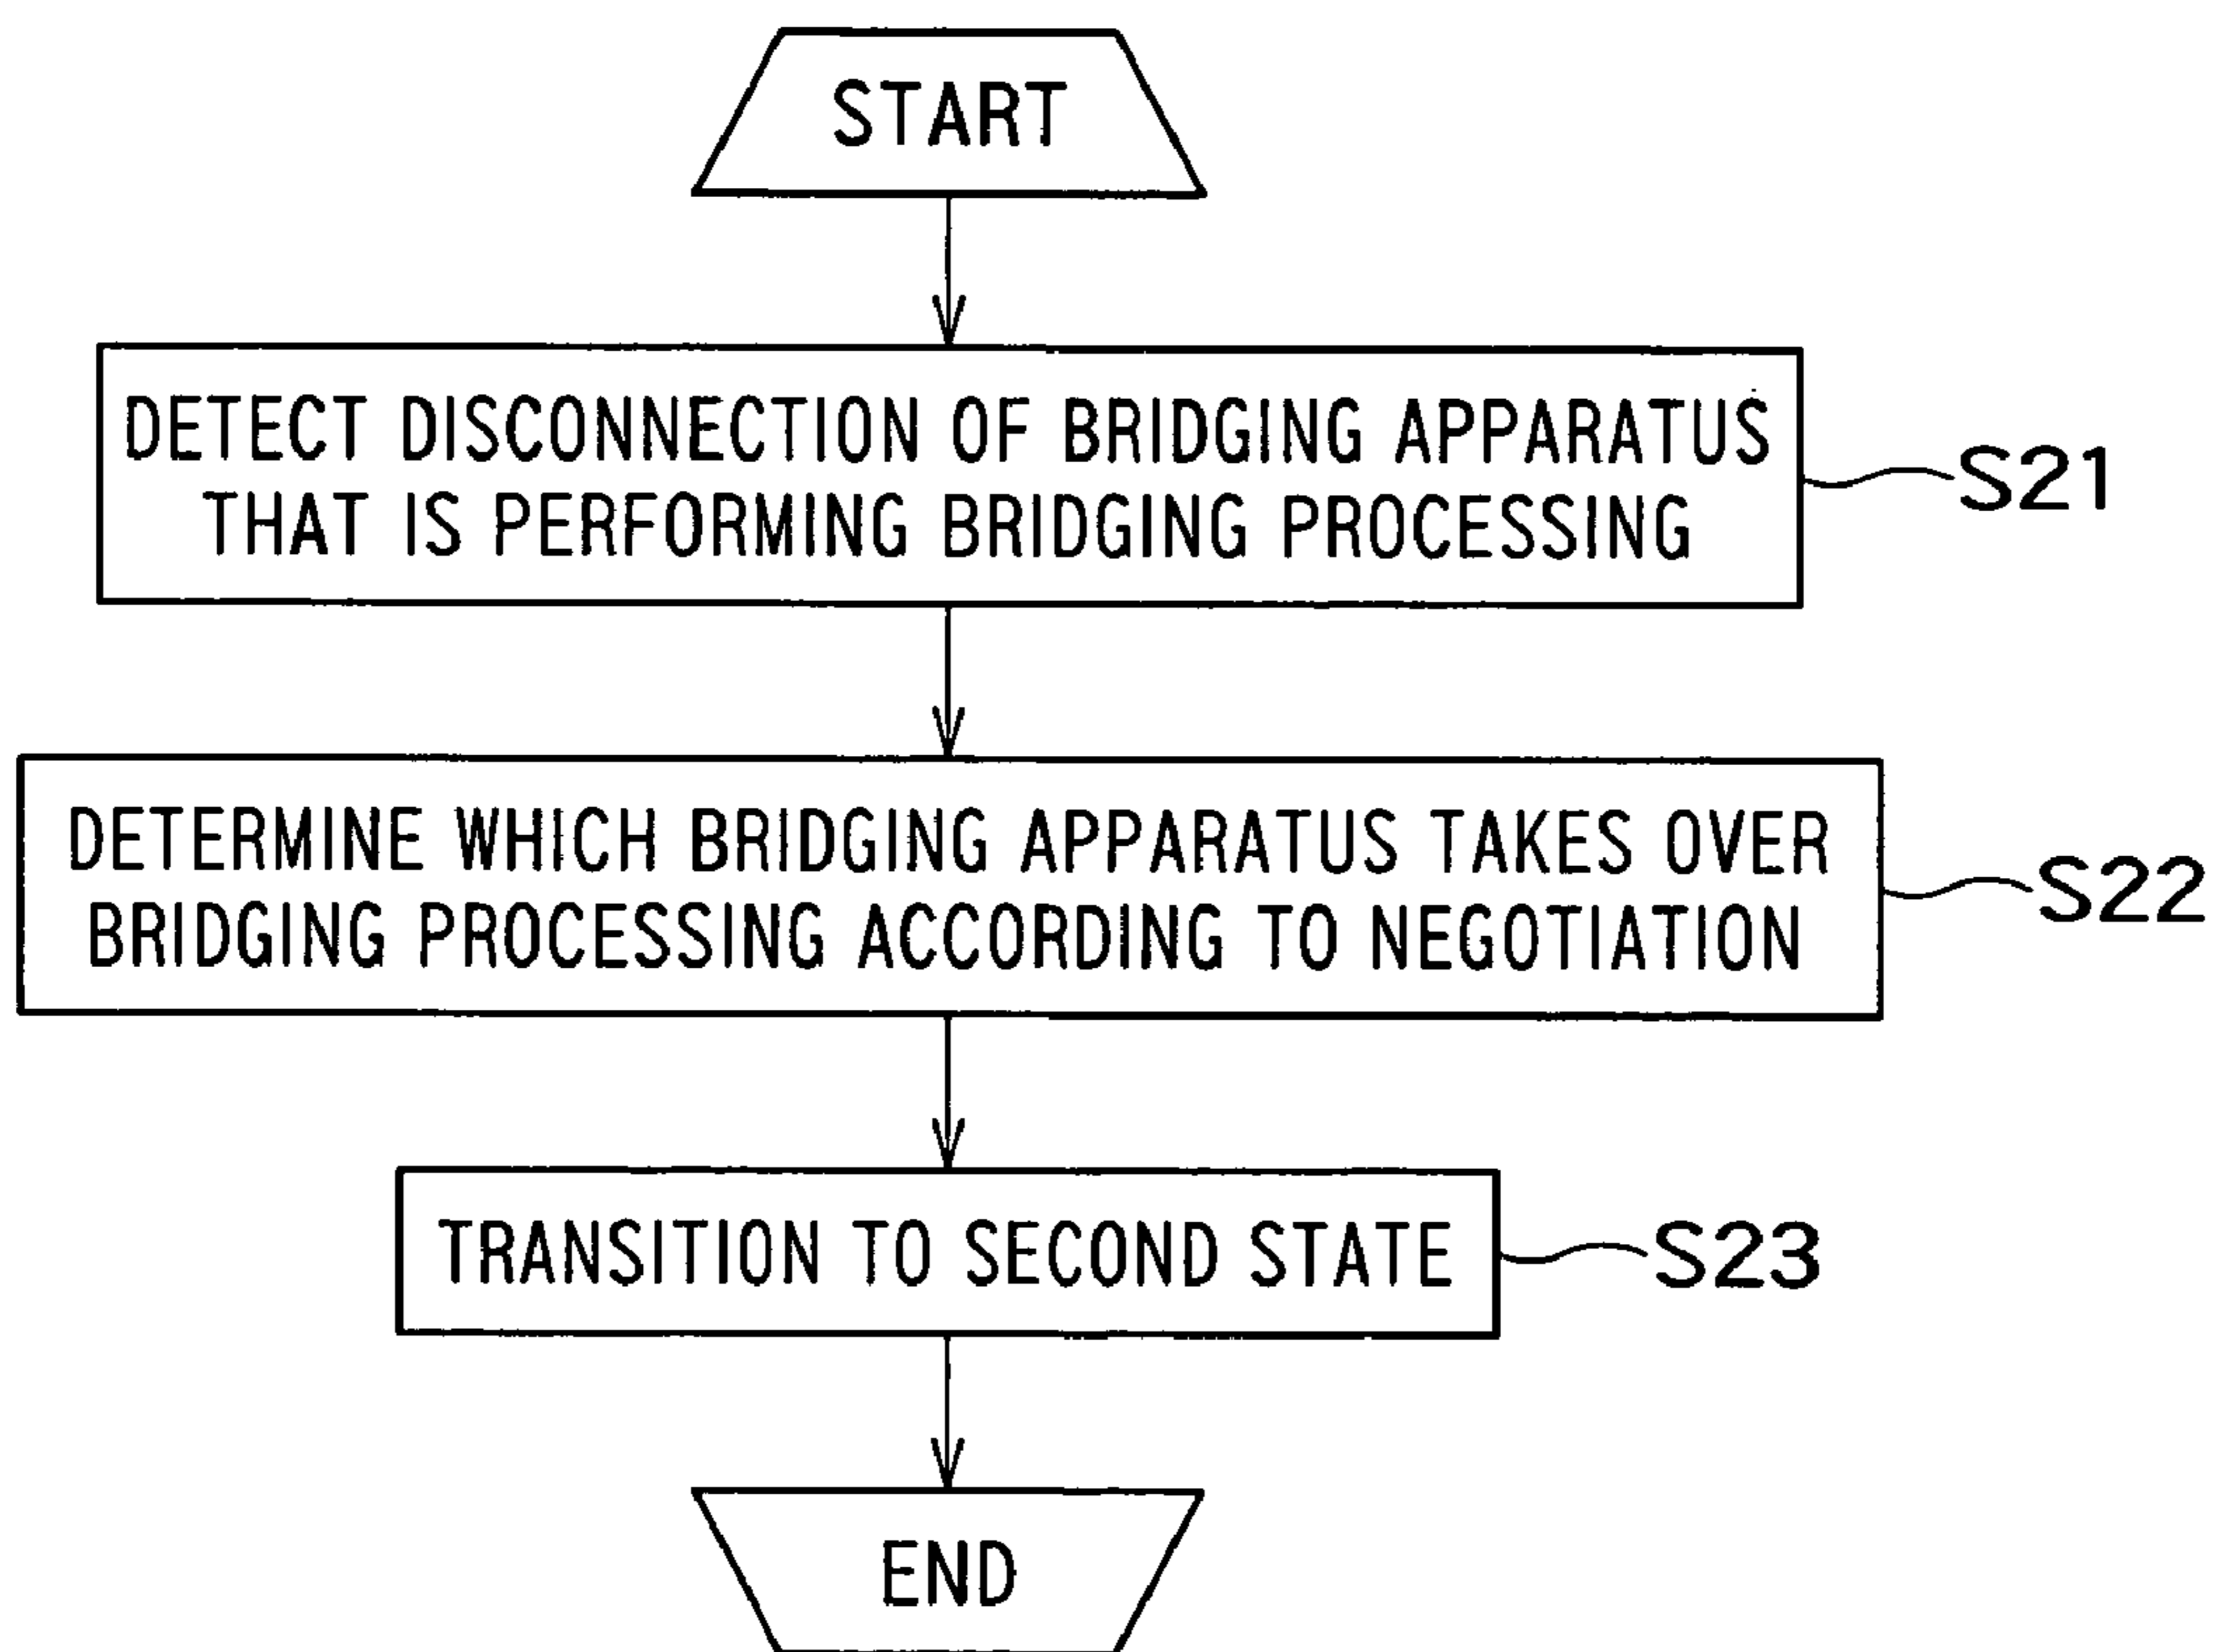 START
DETECT DISCONNECTION OF BRIDGING APPARATUS
THAT IS PERFORMING BRIDGING PROCESSING
S21
DETERMINE WHICH BRIDGING APPARATUS TAKES OVER
BRIDGING PROCESSING ACCORDING TO NEGOTIATION
S22
TRANSITION TO SECOND STATE
S23
END